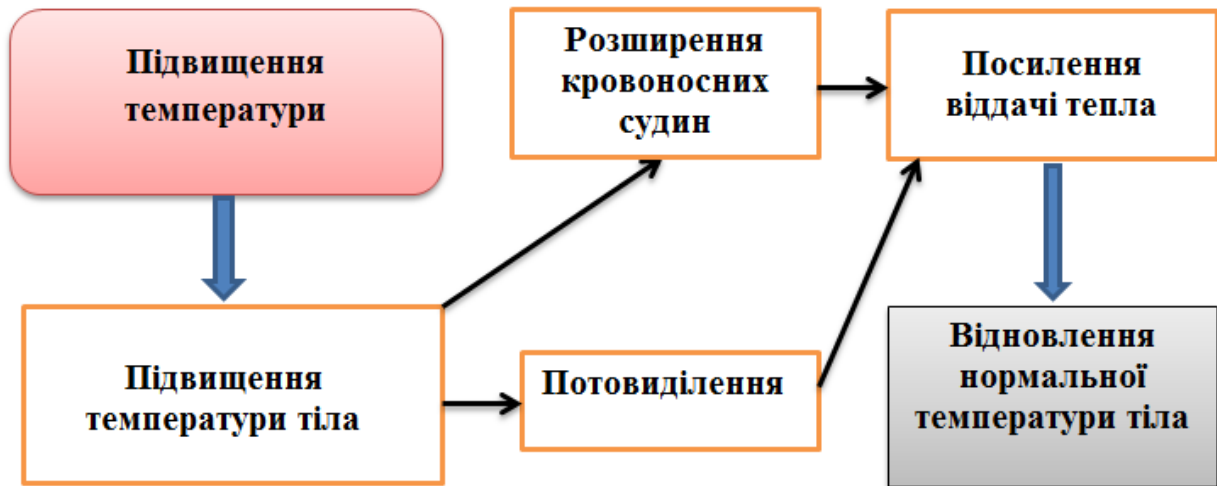 Підвищення
температури
Розширення
кровоносних
судин
Посилення
віддачі тепла
Підвищення
температури тіла
Потовиділення
Відновлення
нормальної
температури тіла